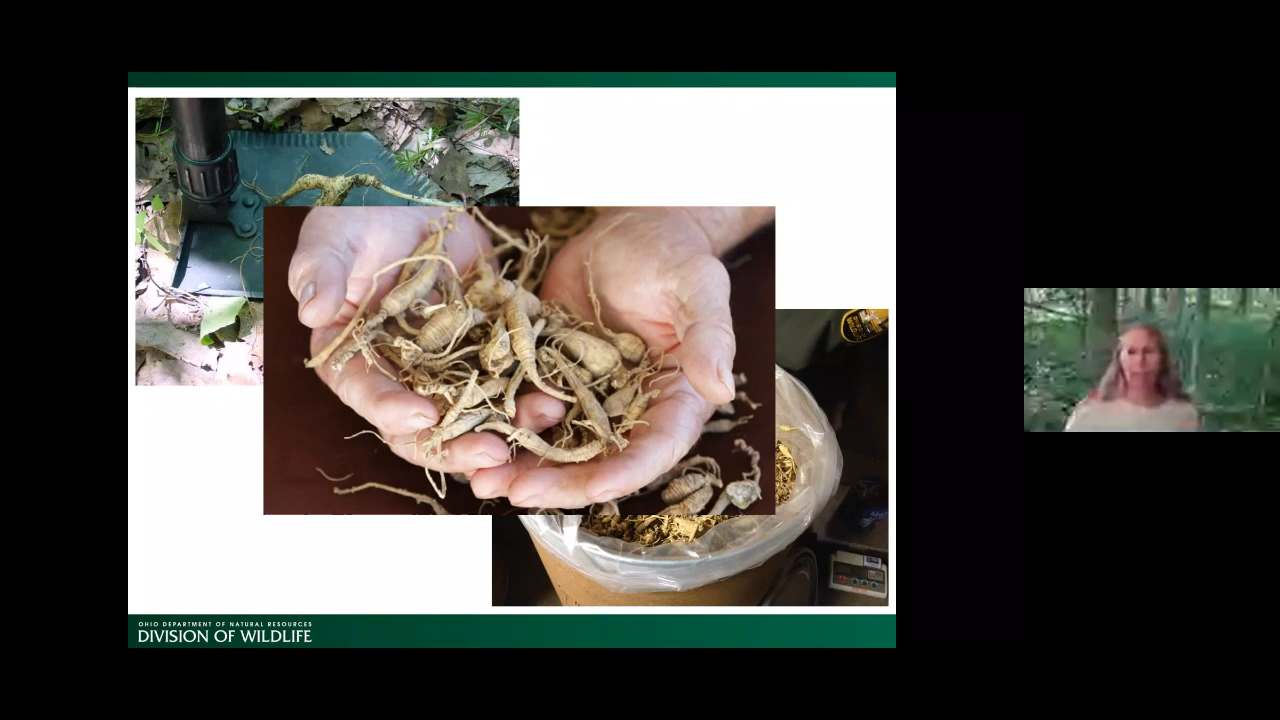 OHIO DEPARTMENT OF NATURAL RESOURCES
DIVISION OF WILDLIFE